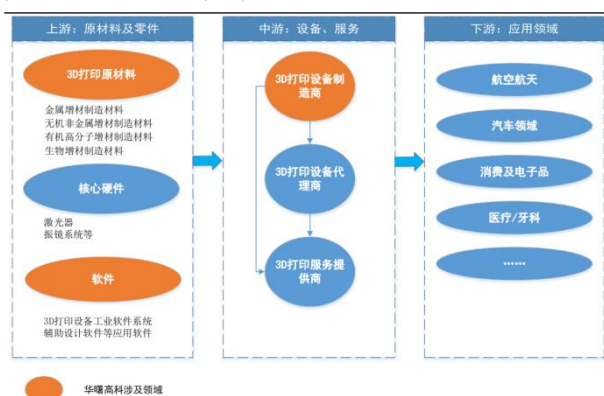 上游：原材料及零件
3D打印原材料
金属增材制造材料
无机非金属增材制造材料
有机高分子增材制造材料
生物增材制造材料
核心硬件
激光器
振镜系统等
软件
3D打印设备工业软件系统
辅助设计软件等应用软件
中游：设备、服务
3D打印设备制
造商
3D打印设备代
理商
3D打印服务提
供商
下游：应用领域
航空航天
汽车领域
消费及电子品
医疗/牙科
……
华曙高科涉及领域